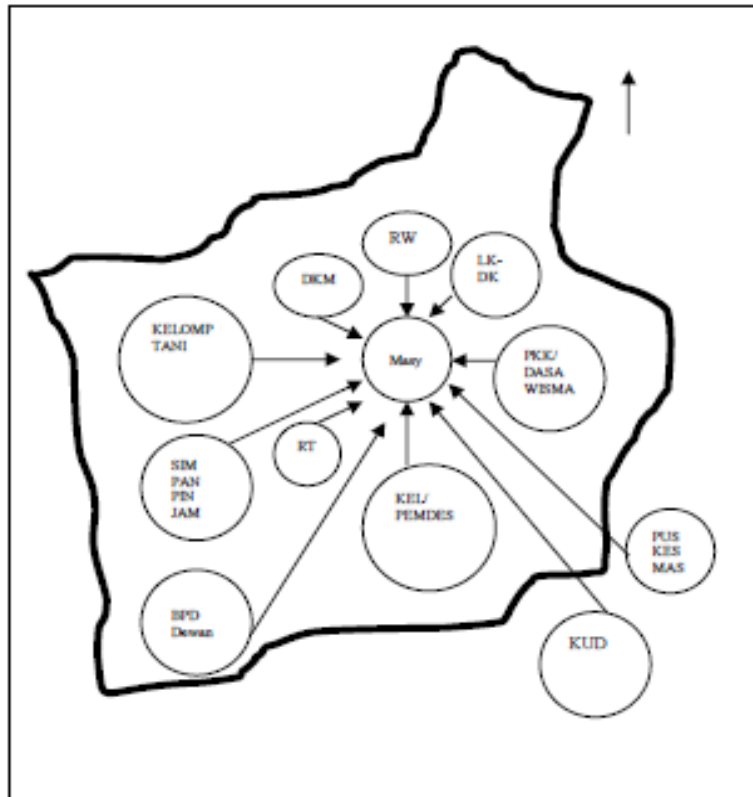 RW
LK-
DK
DKM
KELOMP
TANI
Masy
PKK/
DASA
WISMA
SIM
PAN
PIN
JAM
RT
KEL/
PEMDES
PUS
KES
MAS
BPD
Dewan
KUD